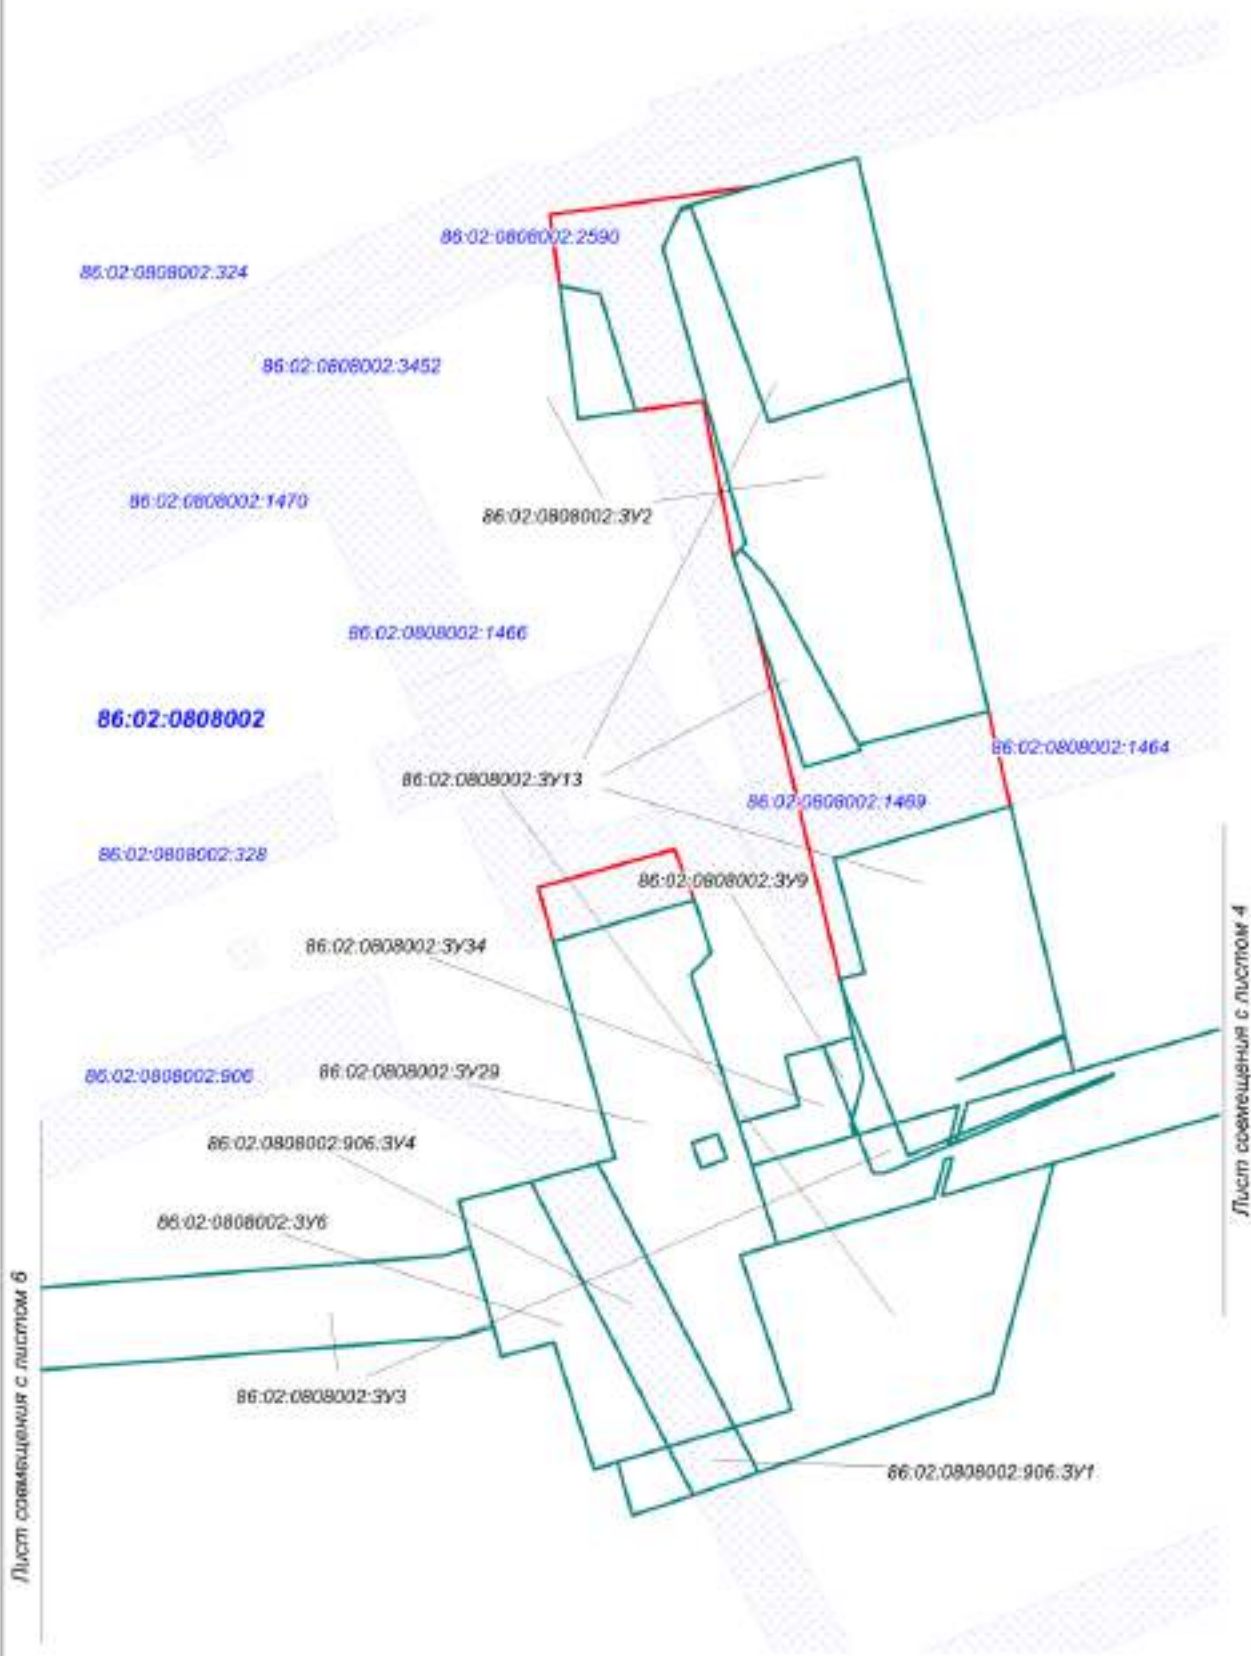 86:02:0808002:2590
86:02:0808002:324
86:02:0808002:3452
86:02:0808002:1470
86:02:0808002:ЗУ2
86:02:0808002:1466
86:02:0808002
86:02:0808002:1464
86:02:0808002:ЗУ13
86:02:0808002:1469
86:02:0808002:328
86:02:0808002:ЗУ9
86:02:0808002:ЗУ34
86:02:0808002:906
86:02:0808002:ЗУ29
86:02:0808002:906:ЗУ4
86:02:0808002:ЗУ6
86:02:0808002:ЗУ3
86:02:0808002:906:ЗУ1
Лист совмещения с листом 6
Лист совмещения с листом 4